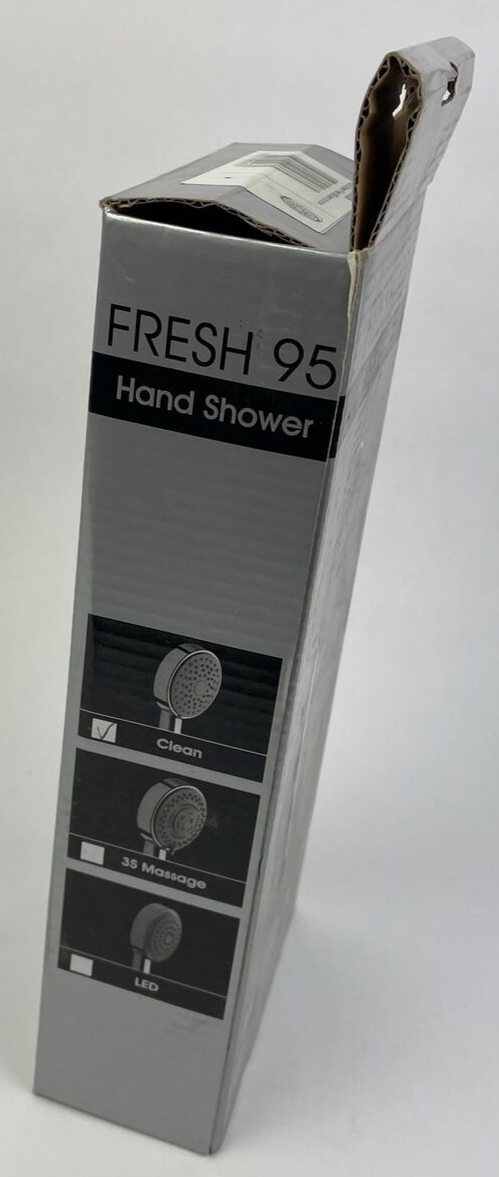 FRESH 95
Hand Shower
Clean
3S Massage
LED